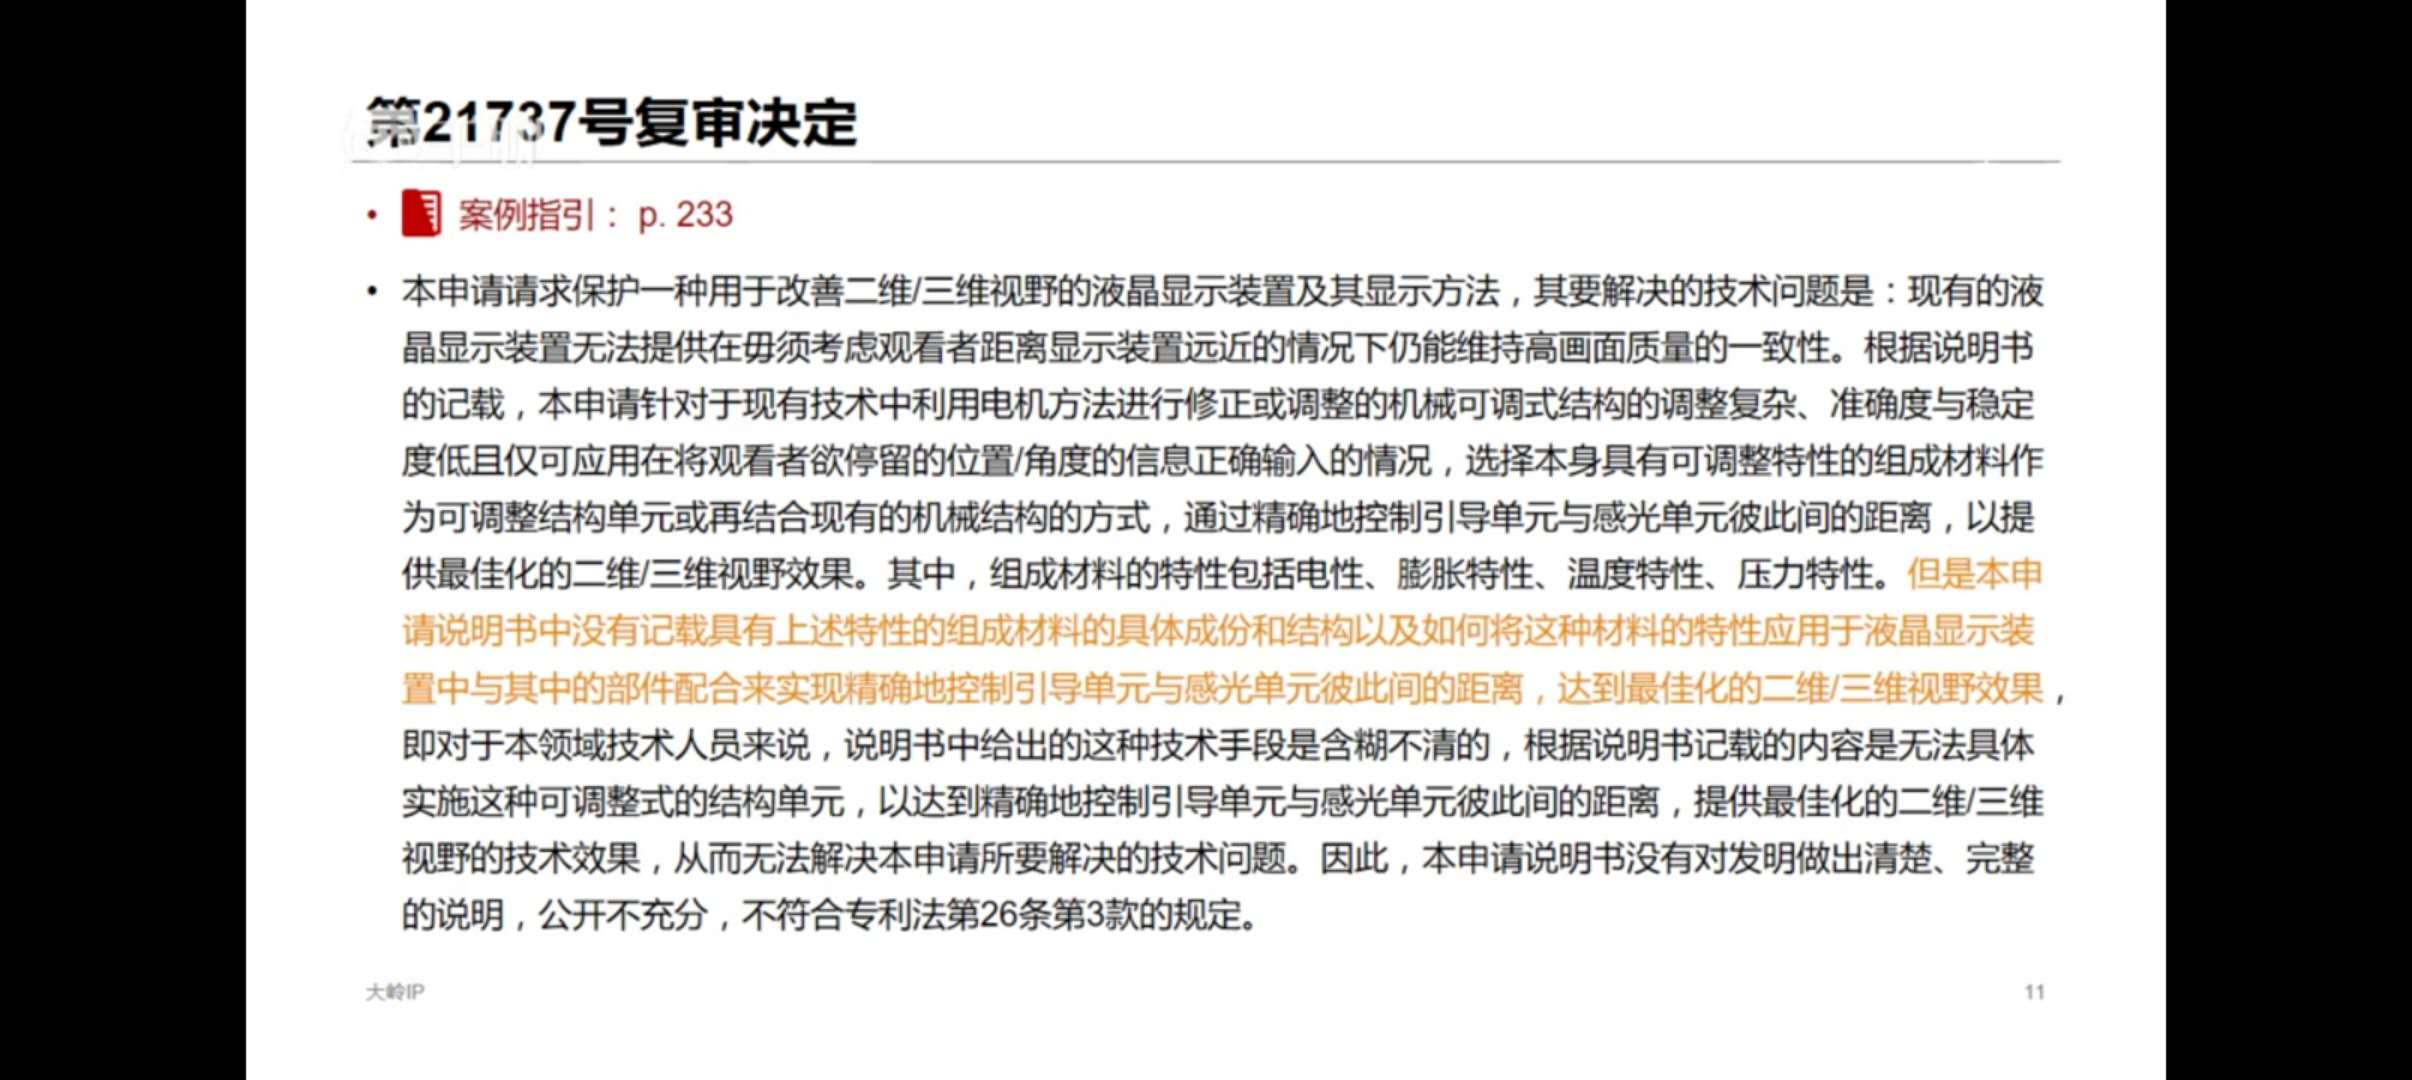 第21737号复审决定
• 案例指引： p. 233
• 本申请请求保护一种用于改善二维/三维视野的液晶显示装置及其显示方法，其要解决的技术问题是：现有的液
晶显示装置无法提供在毋须考虑观看者距离显示装置远近的情况下仍能维持高画面质量的一致性。根据说明书
的记载，本申请针对于现有技术中利用电机方法进行修正或调整的机械可调式结构的调整复杂、准确度与稳定
度低且仅可应用在将观看者欲停留的位置/角度的信息正确输入的情况，选择本身具有可调整特性的组成材料作
为可调整结构单元或再结合现有的机械结构的方式，通过精确地控制引导单元与感光单元彼此间的距离，以提
供最佳化的二维/三维视野效果。其中，组成材料的特性包括电性、膨胀特性、温度特性、压力特性。但是本申
请说明书中没有记载具有上述特性的组成材料的具体成份和结构以及如何将这种材料的特性应用于液晶显示装
置中与其中的部件配合来实现精确地控制引导单元与感光单元彼此间的距离，达到最佳化的二维/三维视野效果，
即对于本领域技术人员来说，说明书中给出的这种技术手段是含糊不清的，根据说明书记载的内容是无法具体
实施这种可调整式的结构单元，以达到精确地控制引导单元与感光单元彼此间的距离，提供最佳化的二维/三维
视野的技术效果，从而无法解决本申请所要解决的技术问题。因此，本申请说明书没有对发明做出清楚、完整
的说明，公开不充分，不符合专利法第26条第3款的规定。
大岭IP
11